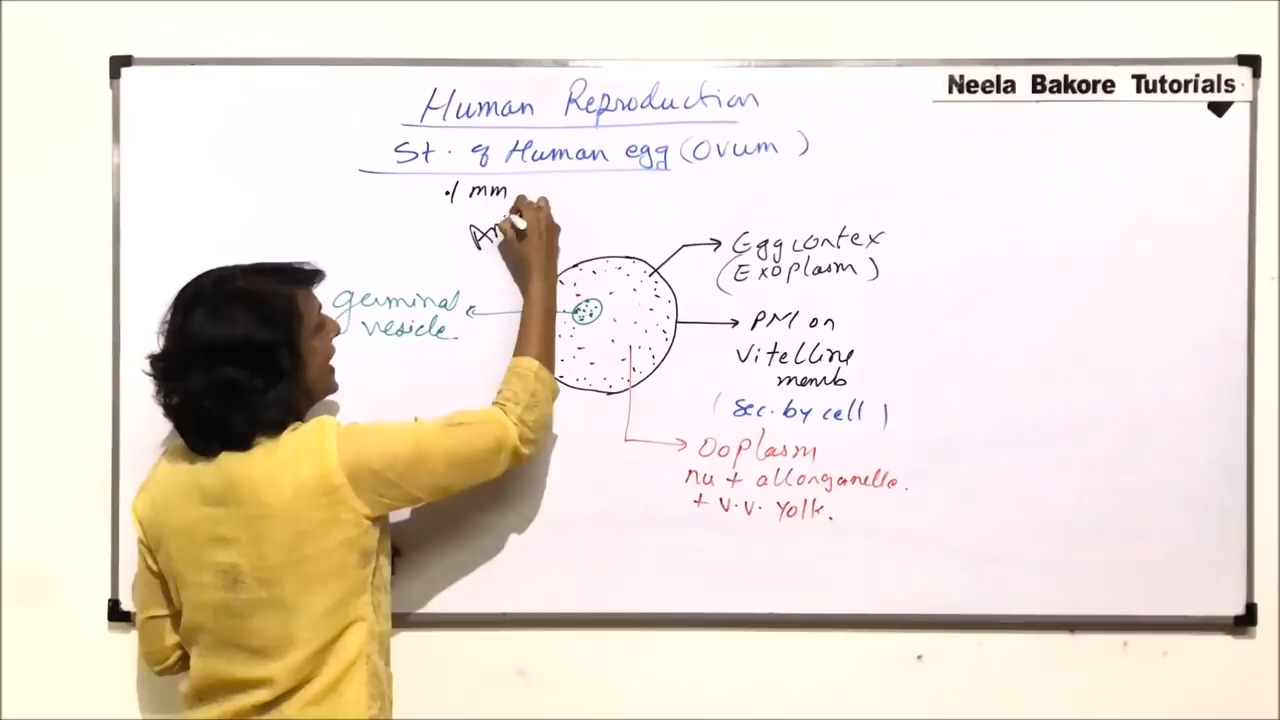 Neela Bakore Tutorials
Human Reproduction
St. of Human egg (Ovum)
.1 mm
Ani
Egg cortex
(Exoplasm)
germinal
vesicle
PM or
Vitelline
memb
(Sec. by cell)
Ooplasm
nu + all organelle.
+ v.v. yolk.